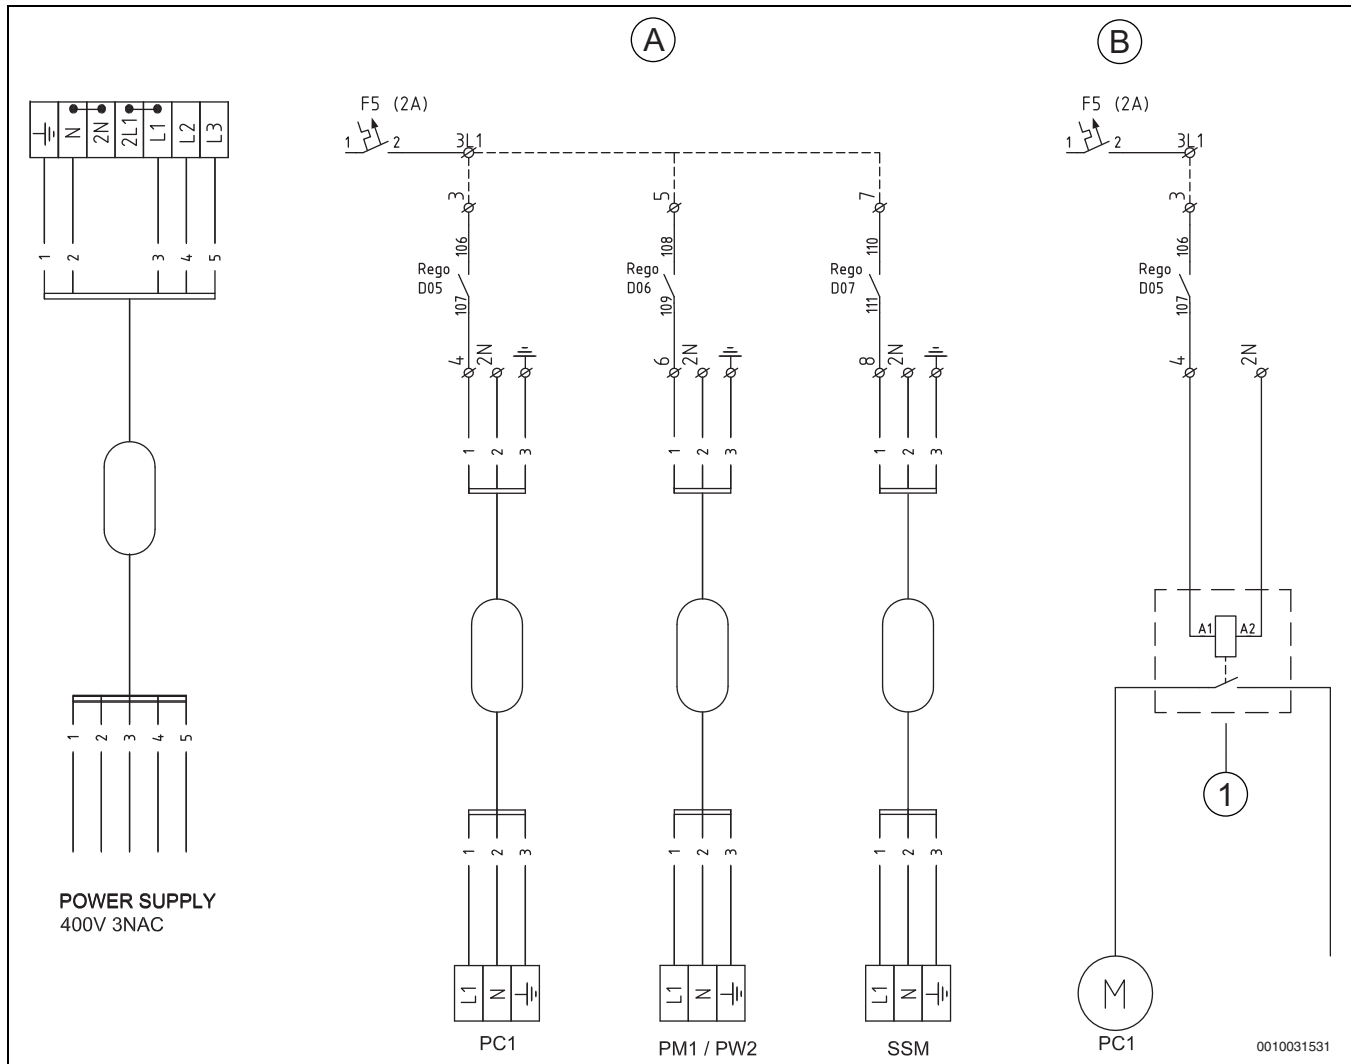 A
B
F5 (2A)
F5 (2A)
N
2N
2L1
L1
L2
L3
1 2
3L1
1 2
3L1
3
5
7
3
106
108
110
106
1
2
3
4
5
Rego
D05
Rego
D06
Rego
D07
Rego
D05
107
109
111
107
4
2N
6
2N
8
2N
4
2N
1
2
3
1
2
3
1
2
3
A1
A2
1
2
3
4
5
1
1
2
3
1
2
3
1
2
3
POWER SUPPLY
400V 3NAC
L1
N
L1
N
L1
N
M
PC1
PM1 / PW2
SSM
PC1
0010031531